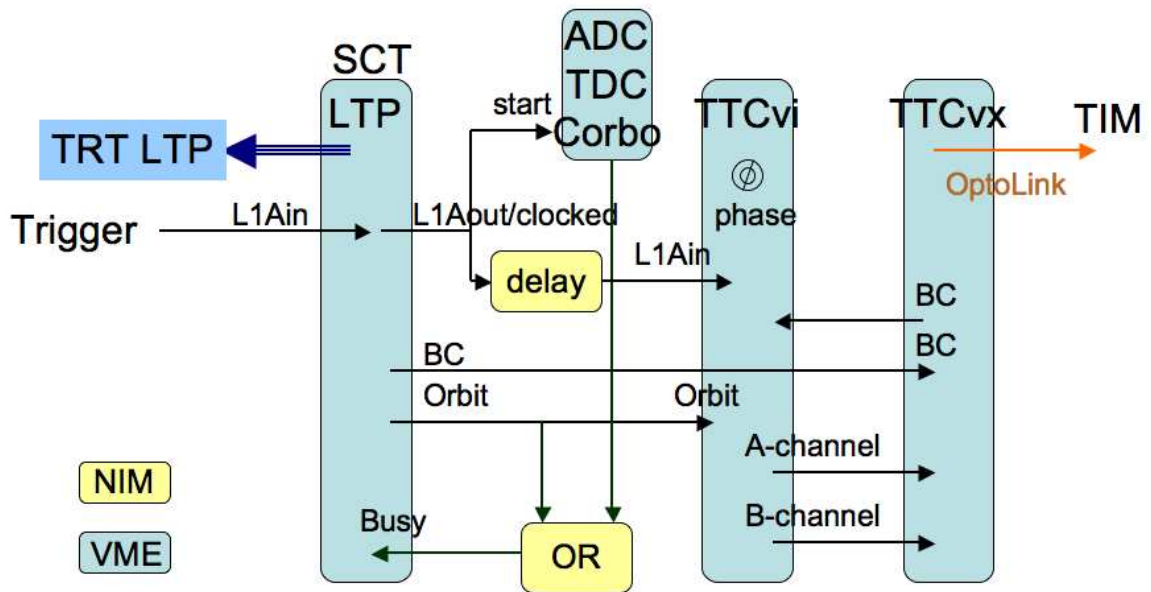 ADC
TDC
Corbo
SCT
LTP
start
TTCvi
TTCvx
TIM
TRT LTP
OptoLink
Trigger
L1Ain
L1Aout/clocked
phase
delay
L1Ain
BC
BC
BC
Orbit
Orbit
A-channel
NIM
B-channel
Busy
OR
VME